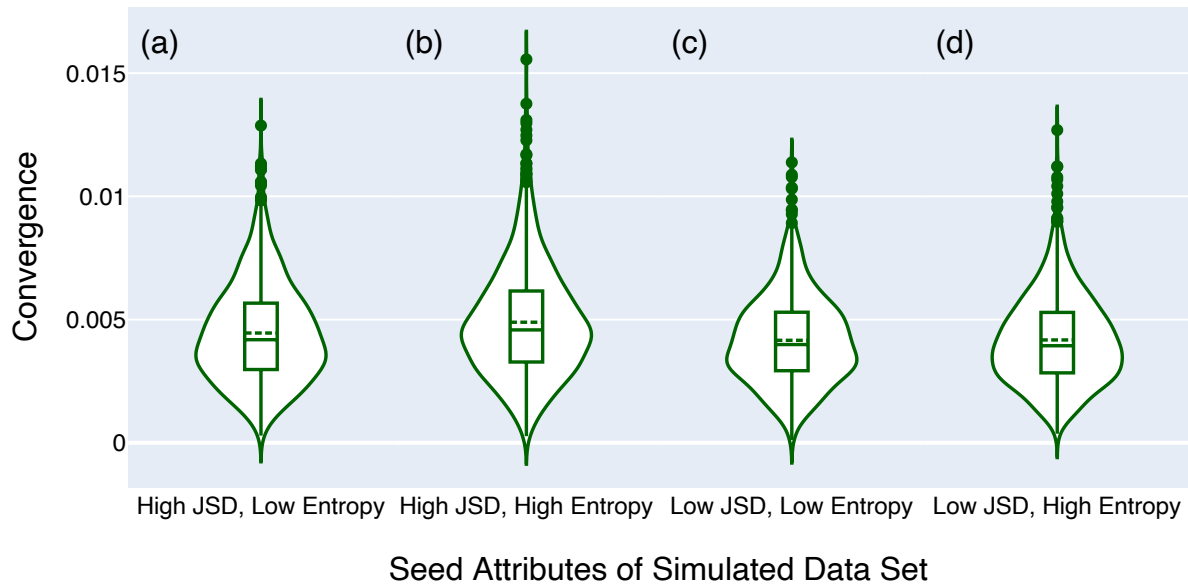 (a)
(b)
(c)
(d)
0.015
0.01
0.005
0
Convergence
High JSD, Low Entropy
High JSD, High Entropy
Low JSD, Low Entropy
Low JSD, High Entropy
Seed Attributes of Simulated Data Set